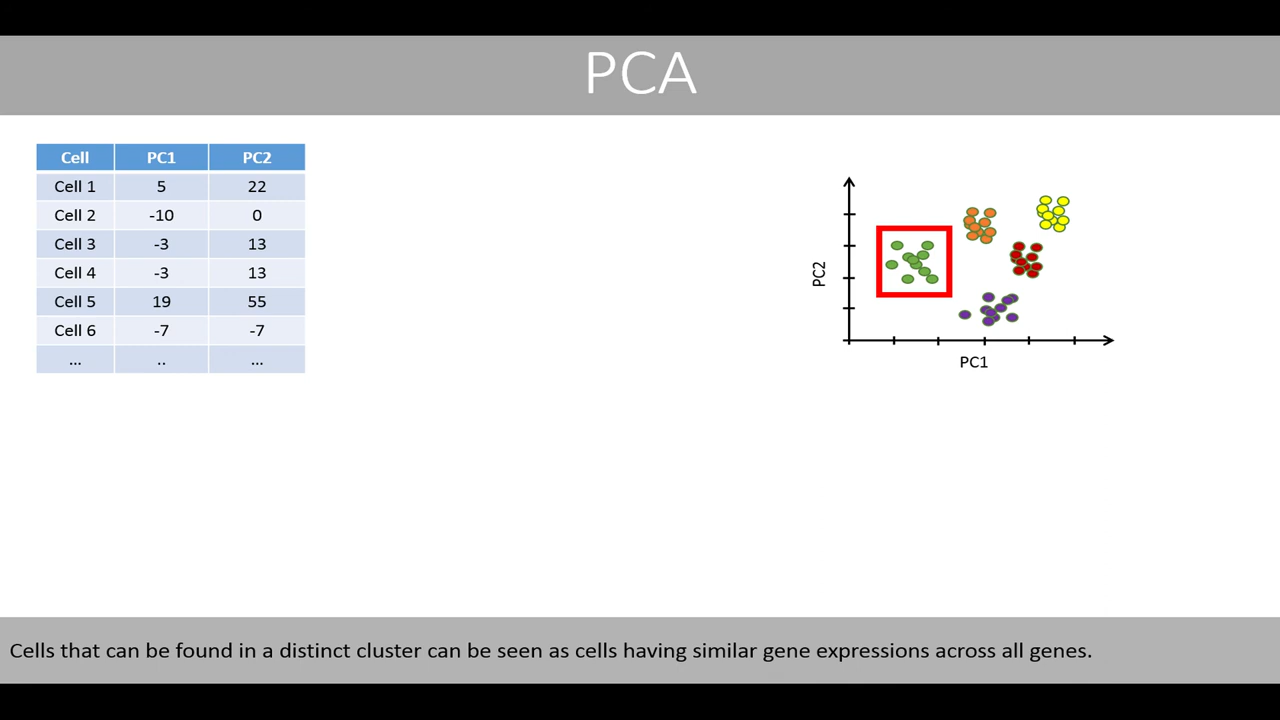 PCA
Cell PC1 PC2
Cell 1 5 22
Cell 2 -10 0
Cell 3 -3 13
Cell 4 -3 13
Cell 5 19 55
Cell 6 -7 -7
... .. ...
PC2
PC1
Cells that can be found in a distinct cluster can be seen as cells having similar gene expressions across all genes.